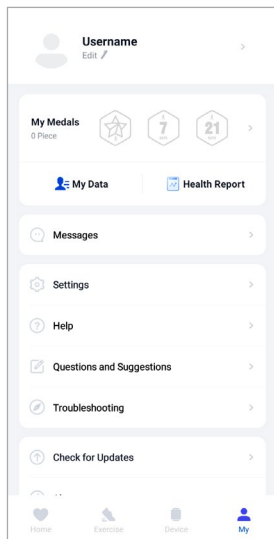 Username
Edit
My Medals
0 Piece
7
21
My Data
Health Report
Messages
Settings
Help
Questions and Suggestions
Troubleshooting
Check for Updates
Home
Exercise
Device
My